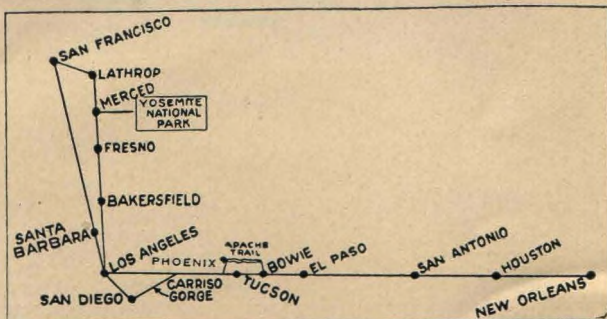 SAN FRANCISCO
LATHROP
MERCED
YOSEMITE
NATIONAL
PARK
FRESNO
BAKERSFIELD
SANTA
BARBARA
LOS ANGELES
PHOENIX
APACHE
TRAIL
BOWIE
EL PASO
SAN ANTONIO
HOUSTON
SAN DIEGO
CARRISO
GORGE
TUCSON
NEW ORLEANS